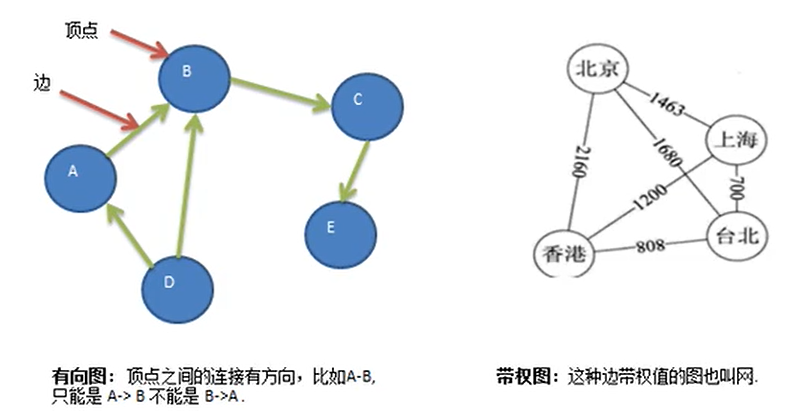 顶点
边
B
C
A
E
D
有向图：顶点之间的连接有方向，比如A-B,
只能是 A-> B 不能是 B->A .
北京
1463
上海
2160
1680
1200
700
香港
808
台北
带权图：这种边带权值的图也叫网.